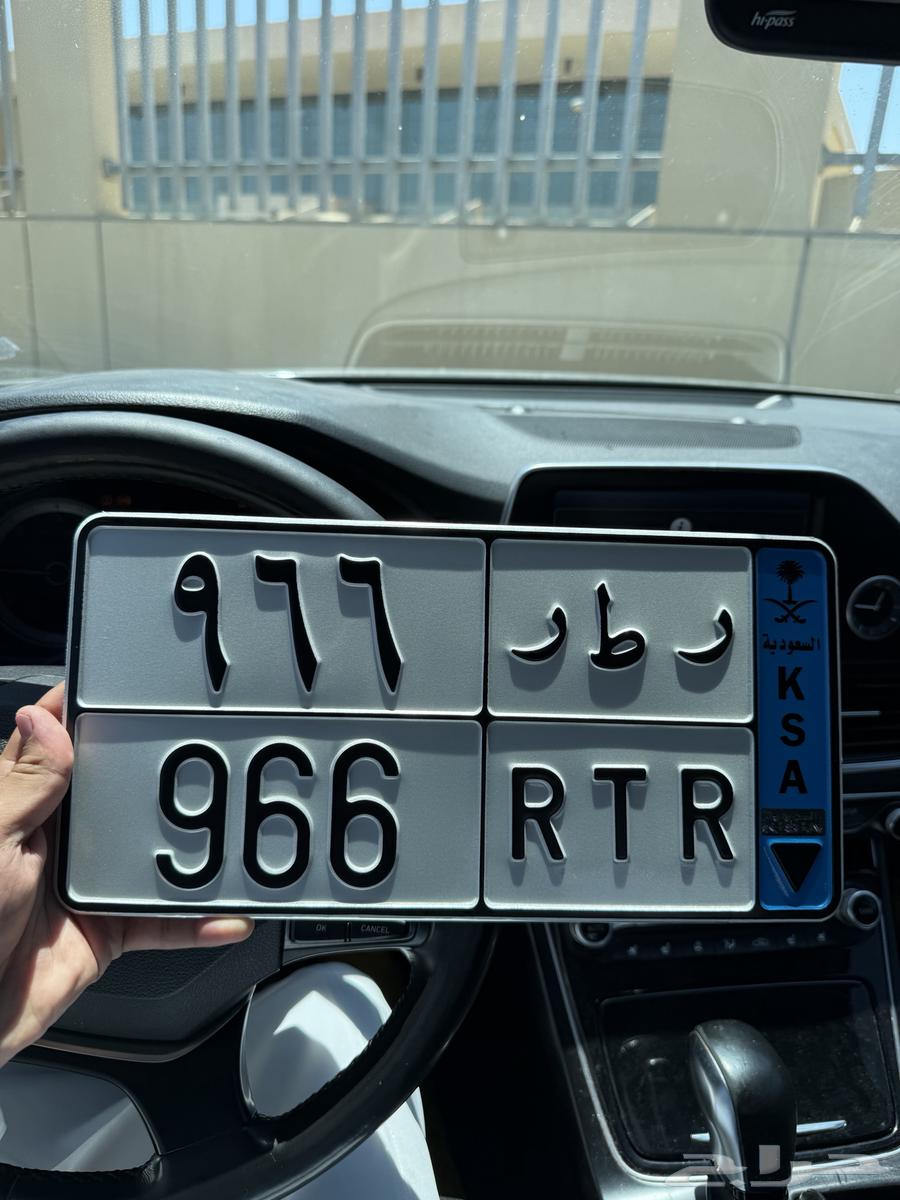 hi-pass
٩٦٦ ر ط ر
966 RTR
السعودية
K
S
A
OK CANCEL
حراج